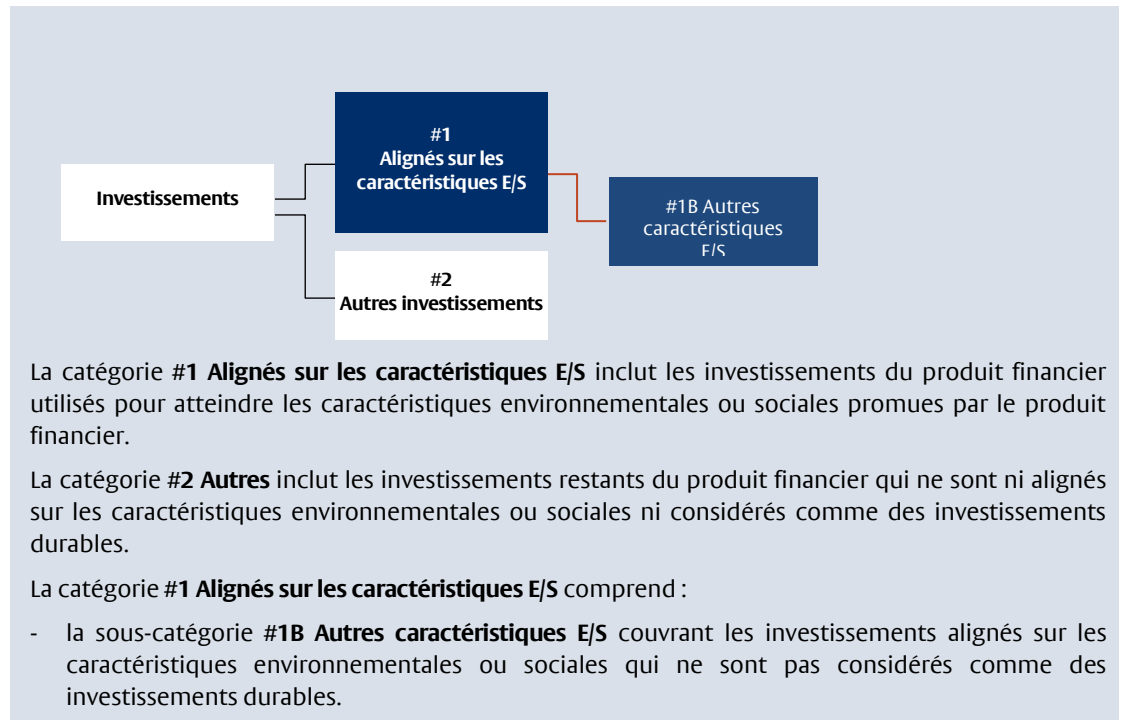 #1
Alignés sur les
caractéristiques E/S
Investissements
#1B Autres
caractéristiques
E/S
#2
Autres investissements
La catégorie #1 Alignés sur les caractéristiques E/S inclut les investissements du produit financier
utilisés pour atteindre les caractéristiques environnementales ou sociales promues par le produit
financier.
La catégorie #2 Autres inclut les investissements restants du produit financier qui ne sont ni alignés
sur les caractéristiques environnementales ou sociales ni considérés comme des investissements
durables.
La catégorie #1 Alignés sur les caractéristiques E/S comprend :
- la sous-catégorie #1B Autres caractéristiques E/S couvrant les investissements alignés sur les
caractéristiques environnementales ou sociales qui ne sont pas considérés comme des
investissements durables.